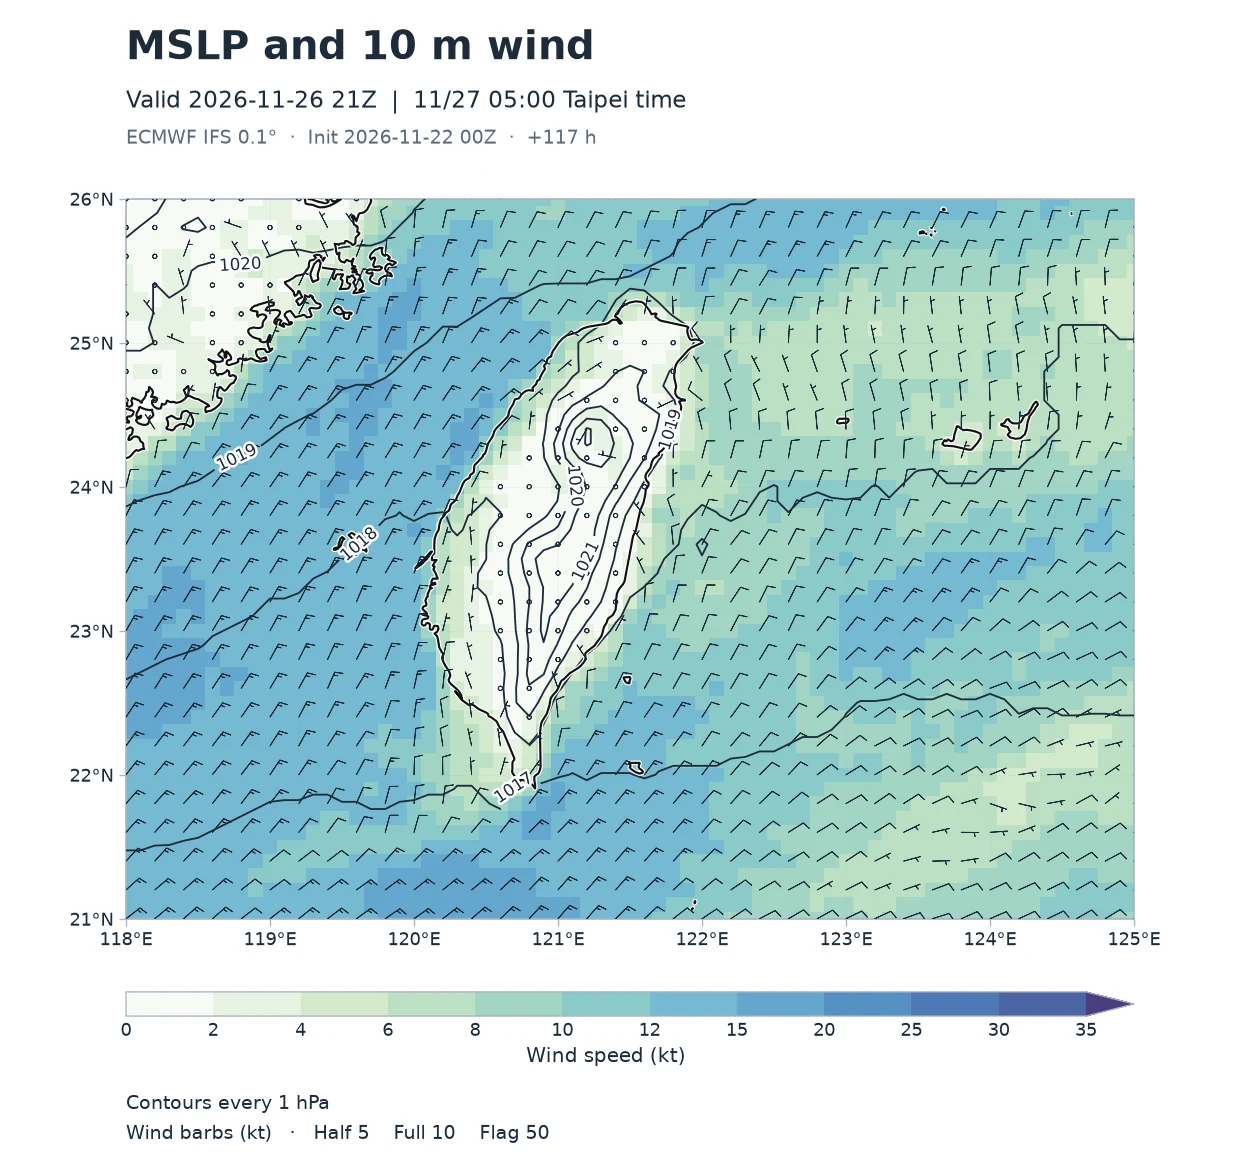 MSLP and 10 m wind
Valid 2026-11-26 21Z | 11/27 05:00 Taipei time
ECMWF IFS 0.1° · Init 2026-11-22 00Z · +117 h
26°N
25°N
24°N
23°N
22°N
21°N
1020
1019
1019
1020
1018
1021
1017
118°E 119°E 120°E 121°E 122°E 123°E 124°E 125°E
0 2 4 6 8 10 12 15 20 25 30 35
Wind speed (kt)
Contours every 1 hPa
Wind barbs (kt) · Half 5 Full 10 Flag 50